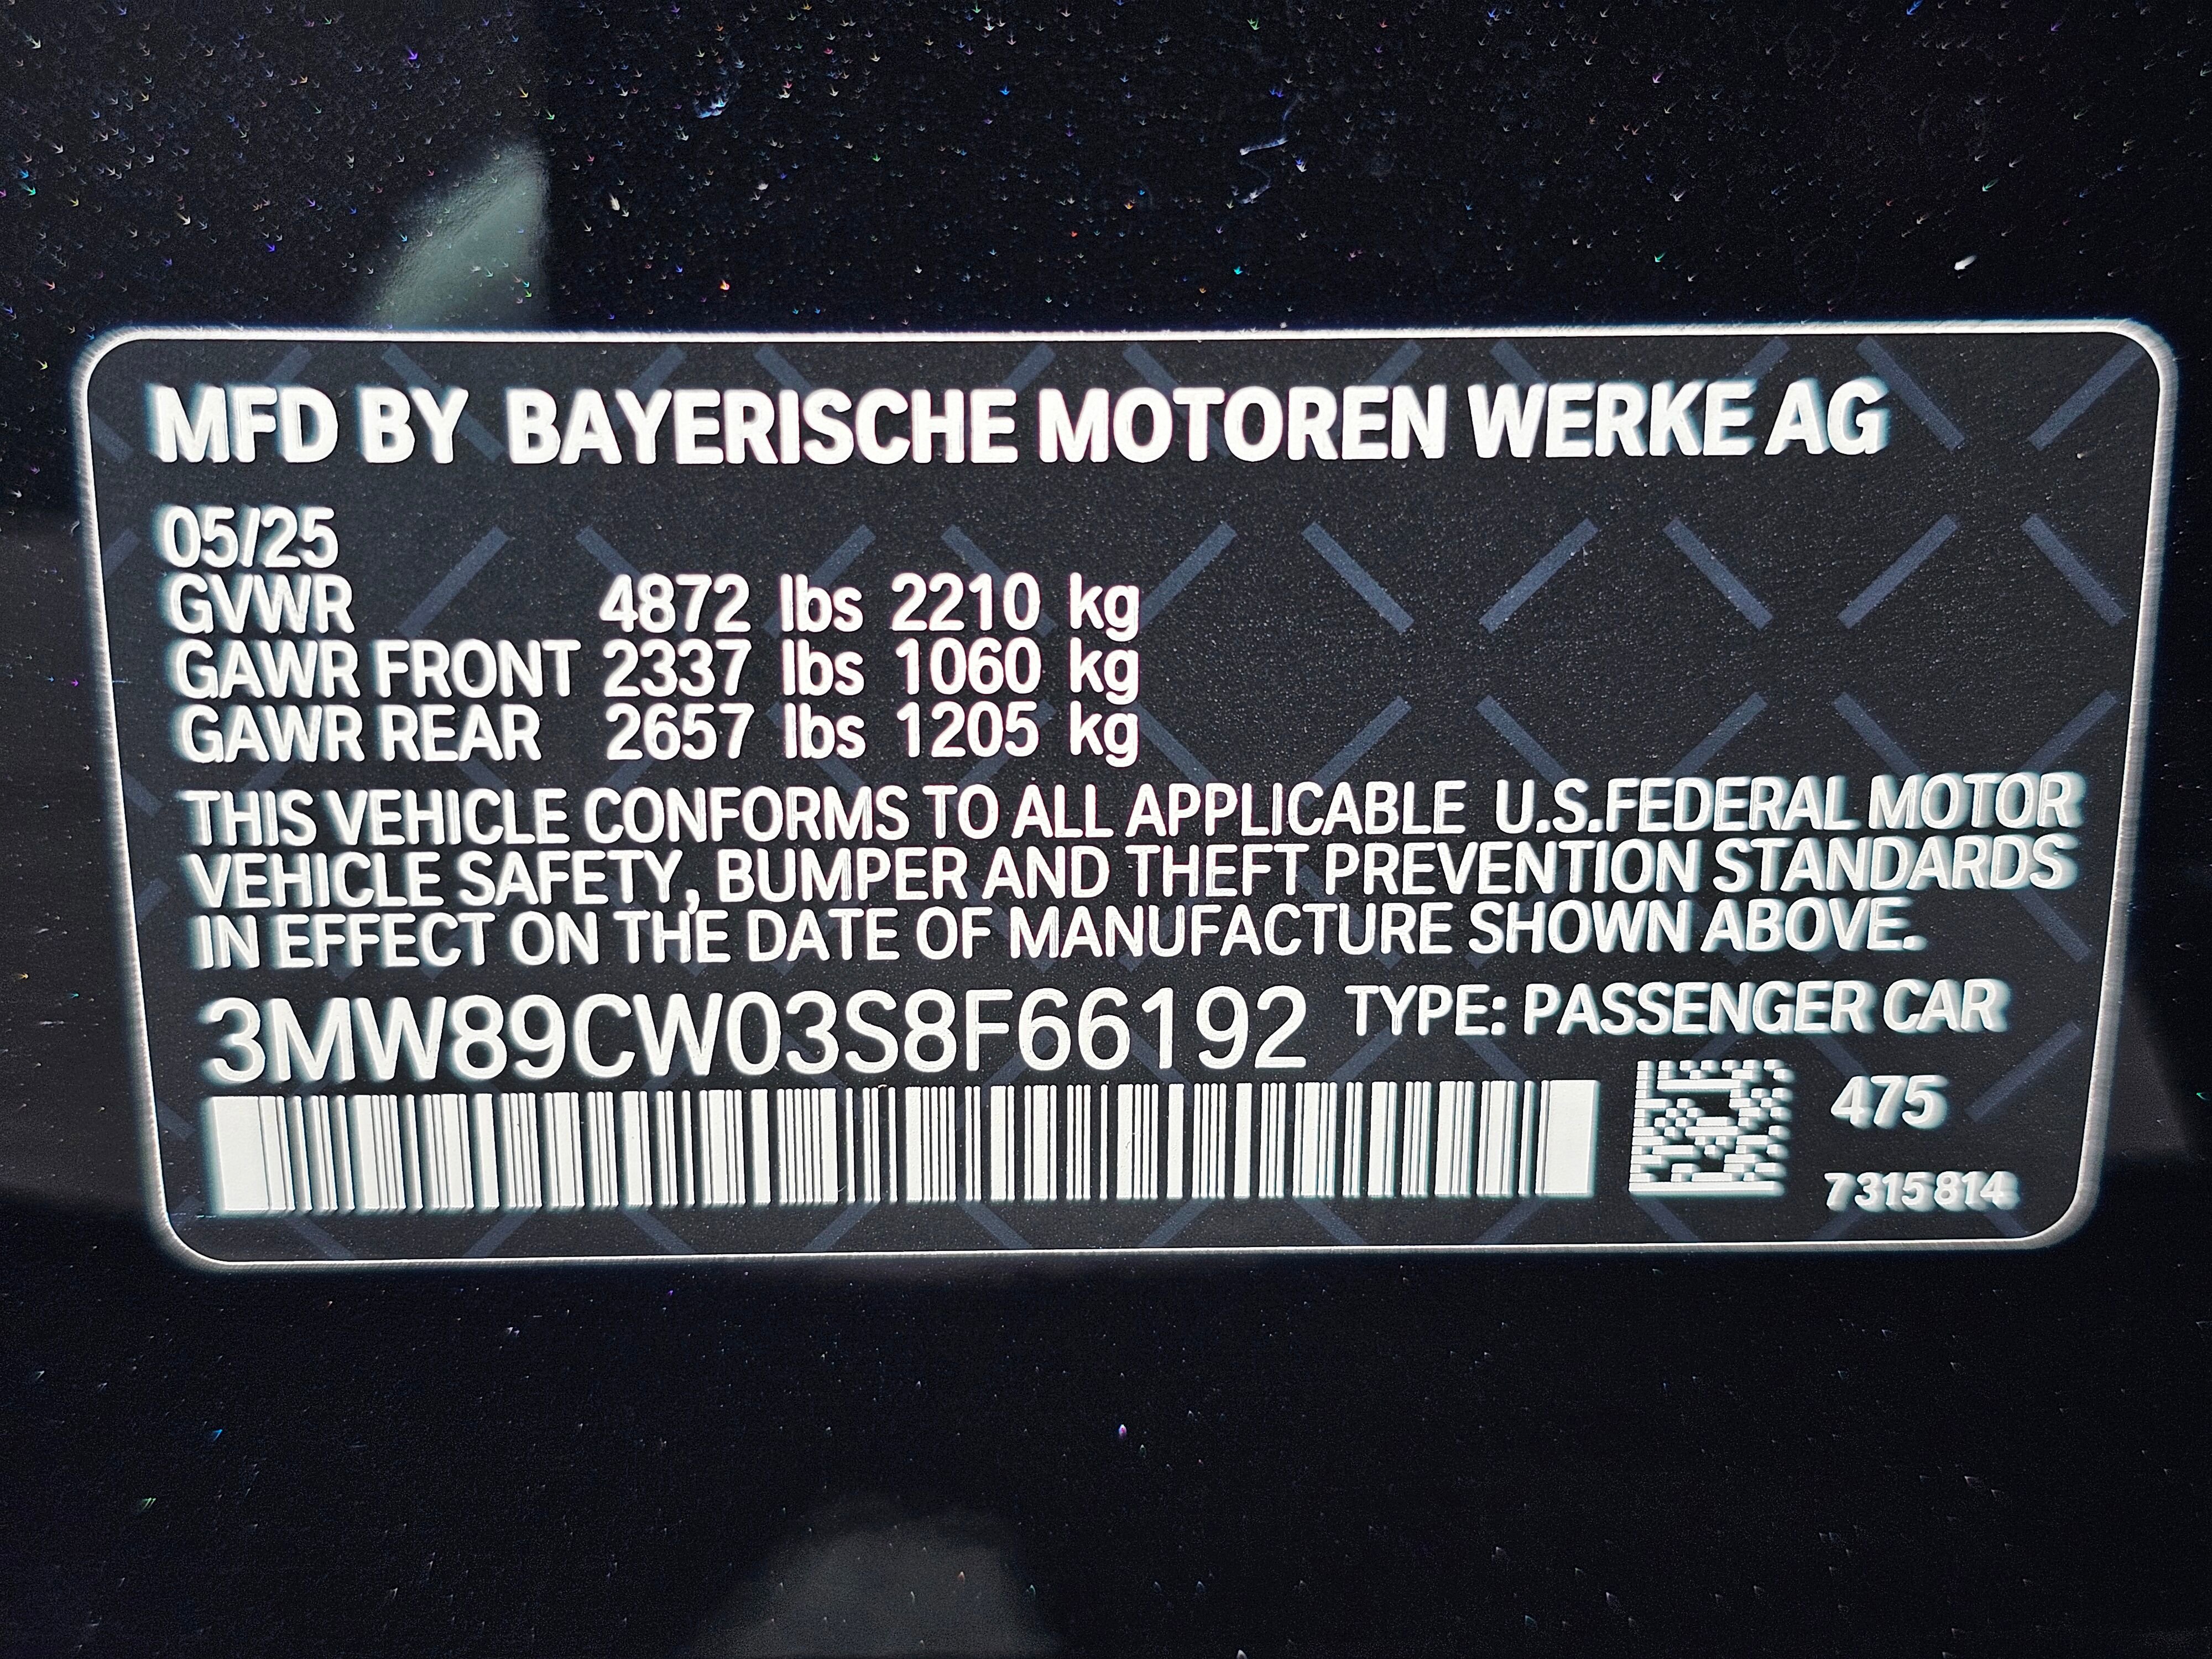 MFD BY BAYERISCHE MOTOREN WERKE AG
05/25
GVWR 4872 lbs 2210 kg
GAWR FRONT 2337 lbs 1060 kg
GAWR REAR 2657 lbs 1205 kg
THIS VEHICLE CONFORMS TO ALL APPLICABLE U.S.FEDERAL MOTOR
VEHICLE SAFETY, BUMPER AND THEFT PREVENTION STANDARDS
IN EFFECT ON THE DATE OF MANUFACTURE SHOWN ABOVE.
3MW89CW03S8F66192 TYPE: PASSENGER CAR
475
7315814